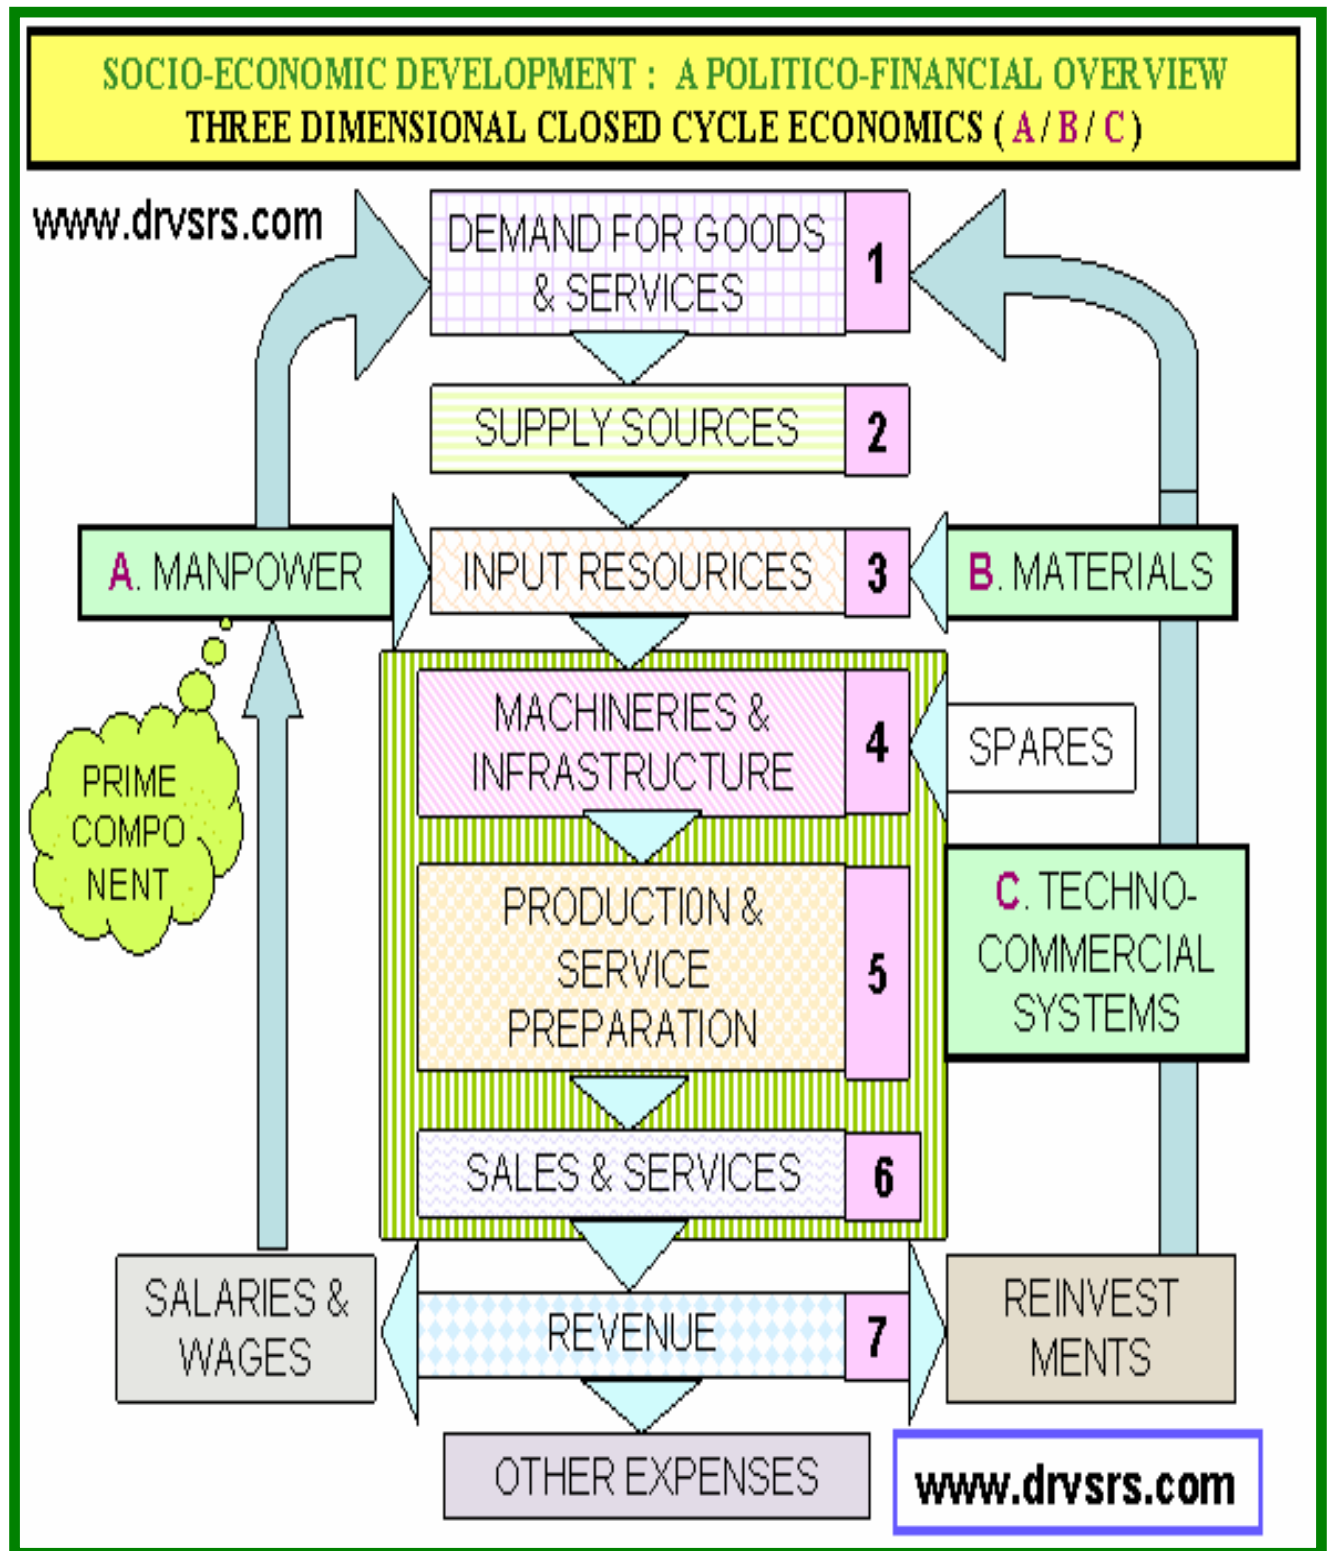 SOCIO-ECONOMIC DEVELOPMENT : A POLITICO-FINANCIAL OVERVIEW
THREE DIMENSIONAL CLOSED CYCLE ECONOMICS ( A / B / C )
www.drvsrs.com
DEMAND FOR GOODS
& SERVICES
1
SUPPLY SOURCES
2
A. MANPOWER
INPUT RESOURICES
3
B. MATERIALS
MACHINERIES &
INFRASTRUCTURE
4
SPARES
PRIME
COMPO
NENT
PRODUCTION &
SERVICE
PREPARATION
5
C. TECHNO-
COMMERCIAL
SYSTEMS
SALES & SERVICES
6
SALARIES &
WAGES
REVENUE
7
REINVEST
MENTS
OTHER EXPENSES
www.drvsrs.com